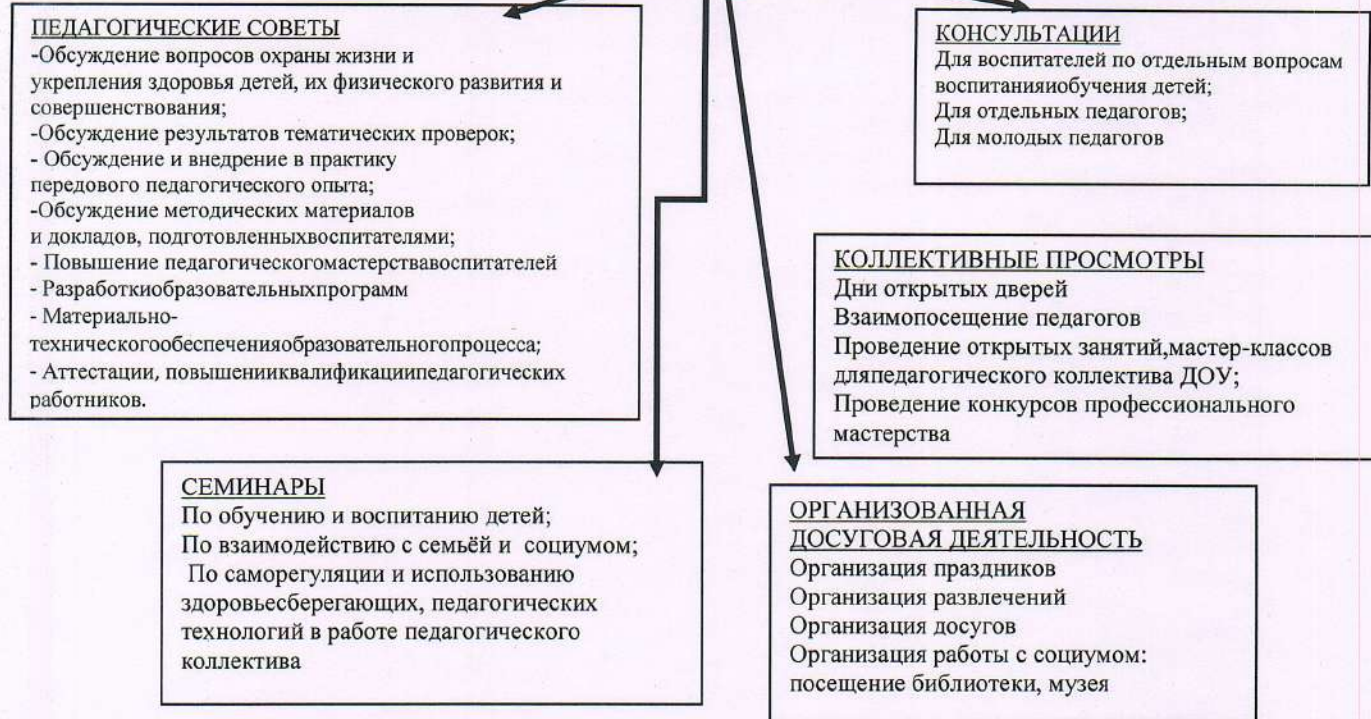 ПЕДАГОГИЧЕСКИЕ СОВЕТЫ
-Обсуждение вопросов охраны жизни и
укрепления здоровья детей, их физического развития и
совершенствования;
-Обсуждение результатов тематических проверок;
- Обсуждение и внедрение в практику
передового педагогического опыта;
-Обсуждение методических материалов
и докладов, подготовленныхвоспитателями;
- Повышение педагогическогомастерствавоспитателей
- Разработкиобразовательныхпрограмм
- Материально-
техническогообеспеченияобразовательногопроцесса;
- Аттестации, повышенииквалификациипедагогических
работников.
КОНСУЛЬТАЦИИ
Для воспитателей по отдельным вопросам
воспитанияиобучения детей;
Для отдельных педагогов;
Для молодых педагогов
КОЛЛЕКТИВНЫЕ ПРОСМОТРЫ
Дни открытых дверей
Взаимопосещение педагогов
Проведение открытых занятий,мастер-классов
дляпедагогического коллектива ДОУ;
Проведение конкурсов профессионального
мастерства
СЕМИНАРЫ
По обучению и воспитанию детей;
По взаимодействию с семьёй и социумом;
По саморегуляции и использованию
здоровьесберегающих, педагогических
технологий в работе педагогического
коллектива
ОРГАНИЗОВАННАЯ
ДОСУГОВАЯ ДЕЯТЕЛЬНОСТЬ
Организация праздников
Организация развлечений
Организация досугов
Организация работы с социумом:
посещение библиотеки, музея